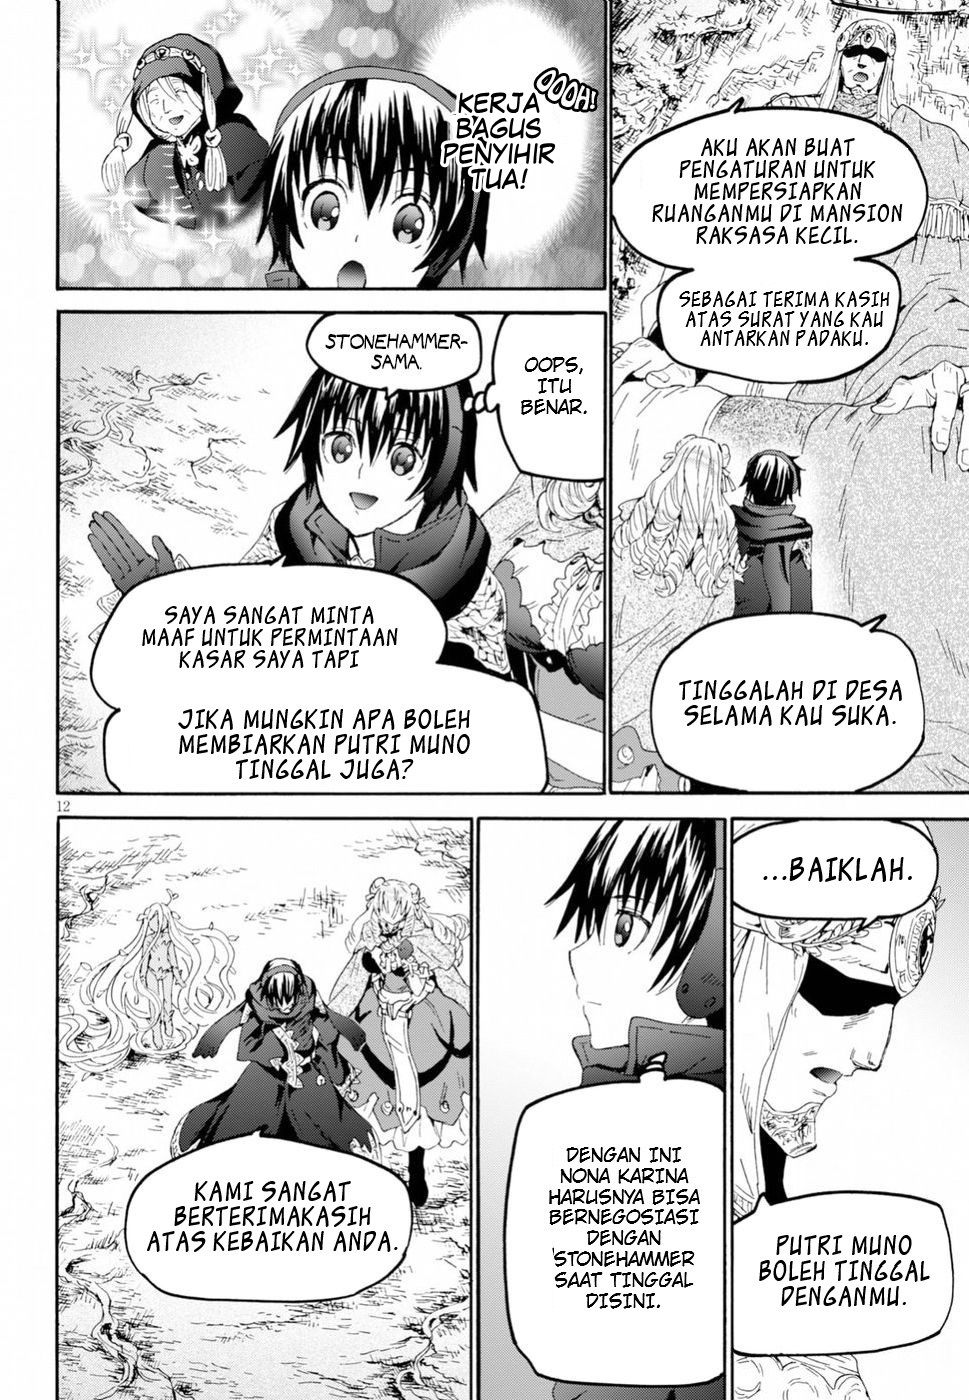 AKU AKAN BUAT
PENGATURAN UNTUK
MEMPERSIAPKAN
RUANGANMU DI MANSION
RAKSASA KECIL.
SEBAGAI TERIMA KASIH
ATAS SURAT YANG KAU
ANTARKAN PADAKU.
TINGGALAH DI DESA
SELAMA KAU SUKA.
OOOH!
KERJA
BAGUS
PENYIHIR
TUA!
OOPS,
ITU
BENAR.
STONEHAMMER-
SAMA.
SAYA SANGAT MINTA
MAAF UNTUK PERMINTAAN
KASAR SAYA TAPI
JIKA MUNGKIN APA BOLEH
MEMBIARKAN PUTRI MUNO
TINGGAL JUGA?
12
...BAIKLAH.
PUTRI MUNO
BOLEH TINGGAL
DENGANMU.
DENGAN INI
NONA KARINA
HARUSNYA BISA
BERNEGOSIASI
DENGAN
'STONEHAMMER
SAAT TINGGAL
DISINI.
KAMI SANGAT
BERTERIMAKASIH
ATAS KEBAIKAN ANDA.